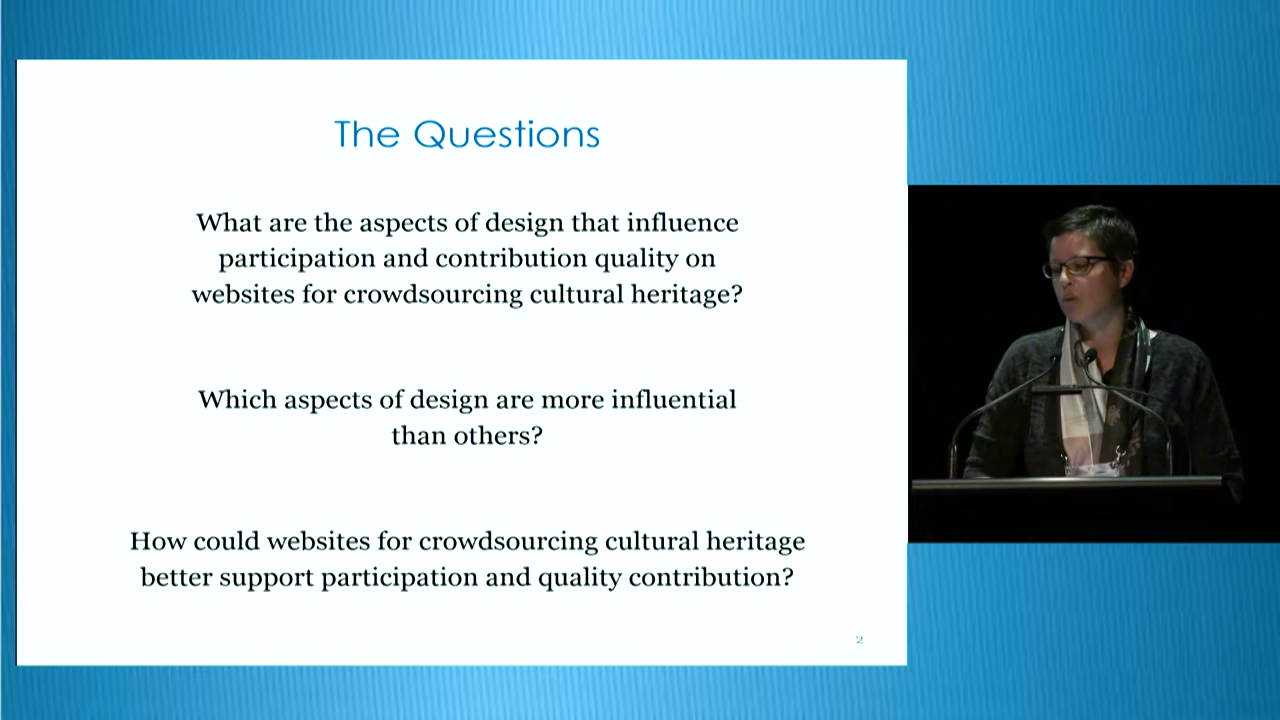 The Questions
What are the aspects of design that influence
participation and contribution quality on
websites for crowdsourcing cultural heritage?
Which aspects of design are more influential
than others?
How could websites for crowdsourcing cultural heritage
better support participation and quality contribution?
2